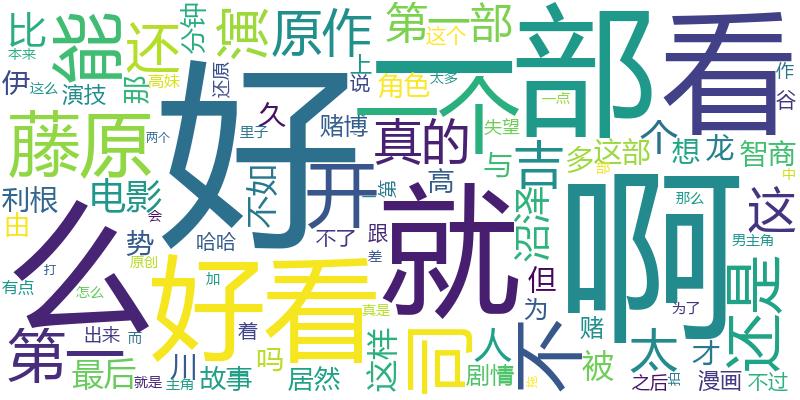 好
就
啊
么
看
部
一个
好看
回
不
第一
藤原
能
还
演
原作
第一部
比
那
分钟
本来
伊
这么
演技
高妹
还原
上
说
这个
角色
太多
作
谷
一点
两个
里子
久
赌博
真的
失望
与
吉
个
多
这部
想
龙
智商
利根
电影
由
会
势
哈哈
不如
开
不了
第二
高
跟
差
沼泽
但
部
那么
中
这
男主角
还是
有点
打
怎么
原创
加
真是
为
为了
最后
出来
而
着
就是
主角
川
故事
吗
居然
这样
人
剧情
赌
被
太
才
之后
把
漫画
不过